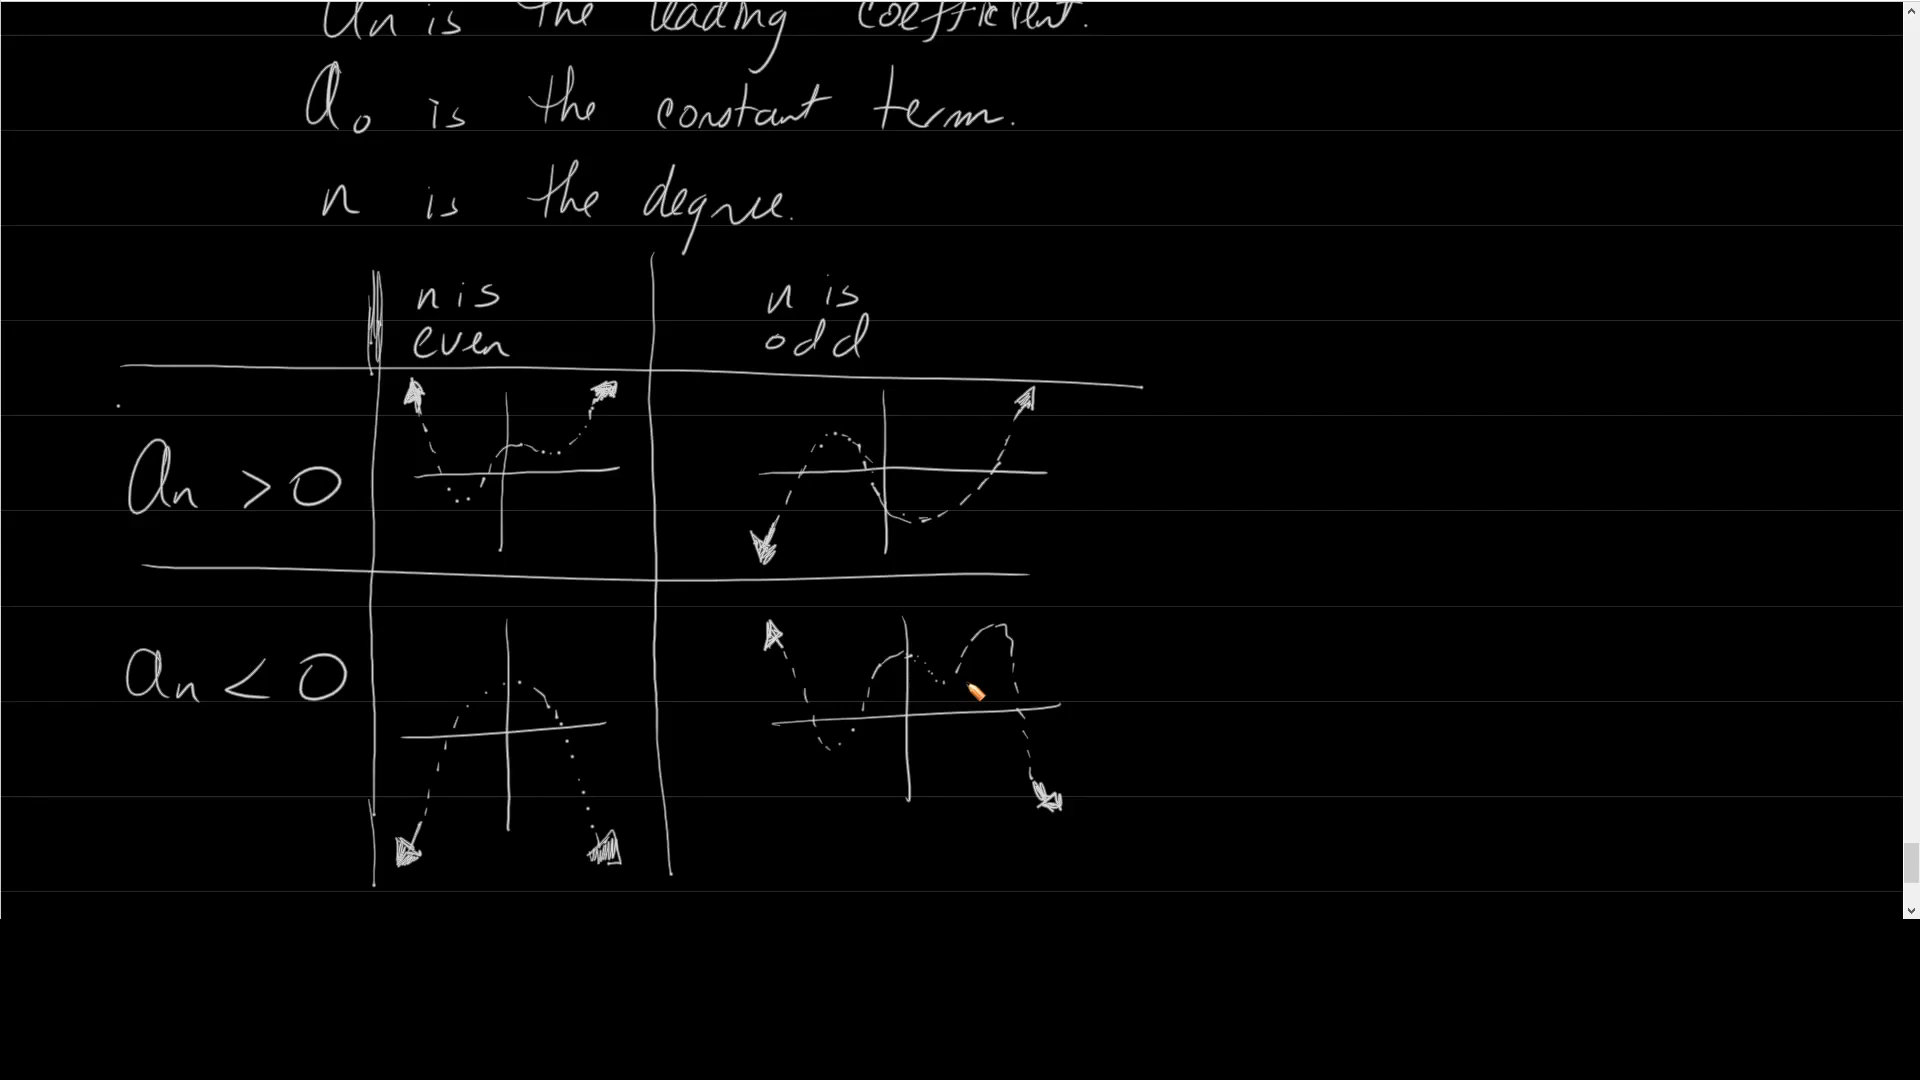 an is the leading coefficient.
a0 is the constant term.
n is the degree.
n is even
n is odd
an > 0
an < 0